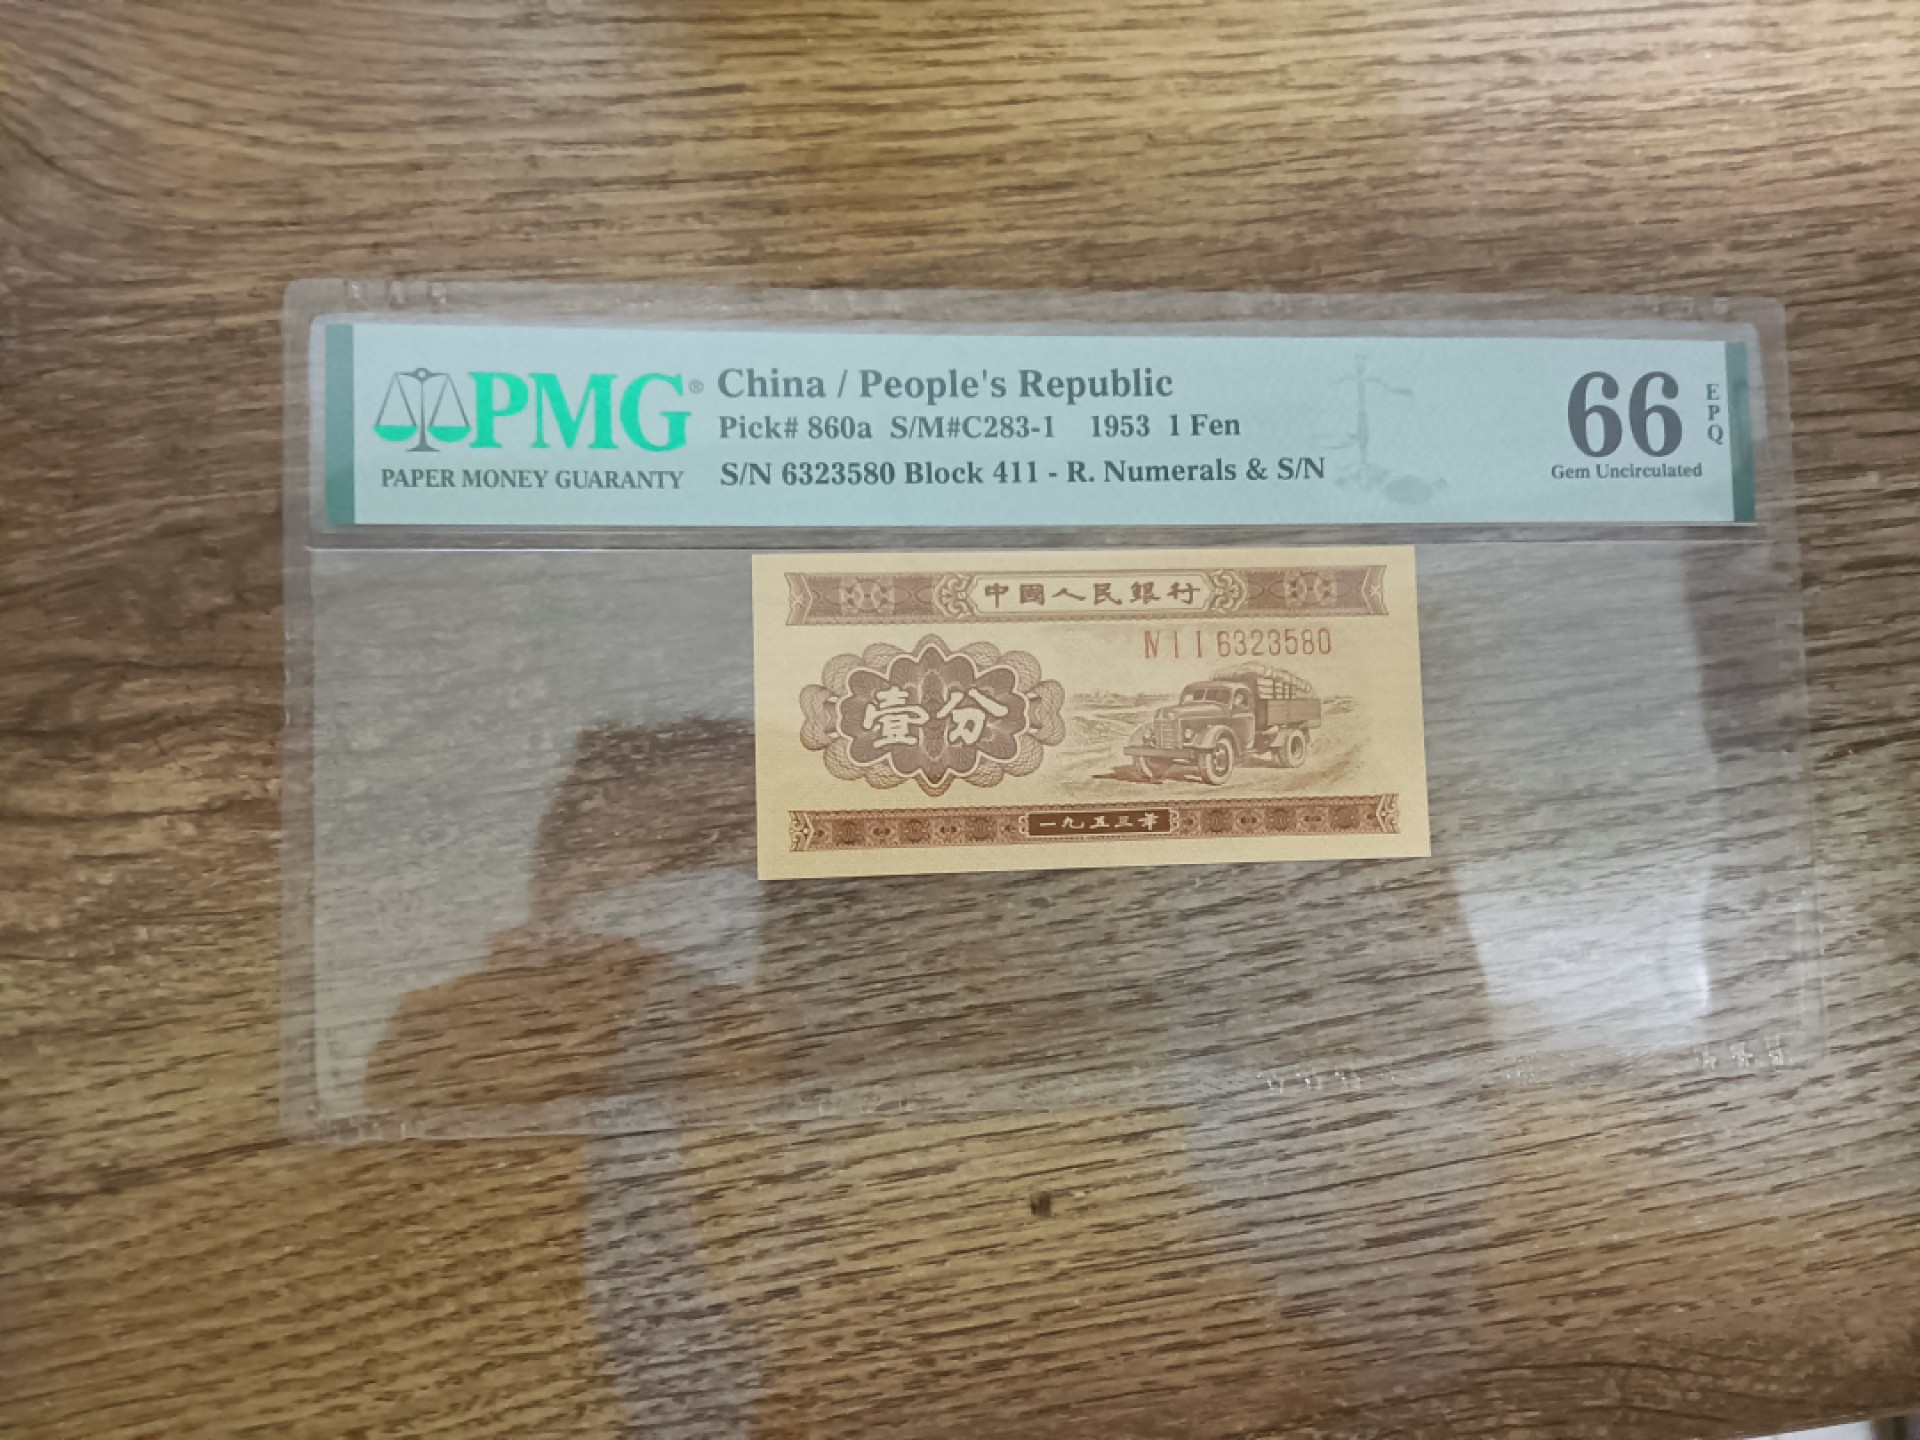 PMG®
PAPER MONEY GUARANTY
China / People's Republic
Pick# 860a S/M#C283-1 1953 1 Fen
S/N 6323580 Block 411 - R. Numerals & S/N
66
EPQ
Gem Uncirculated
中國人民銀行
Ⅳ Ⅰ Ⅰ 6323580
壹分
一九五三年